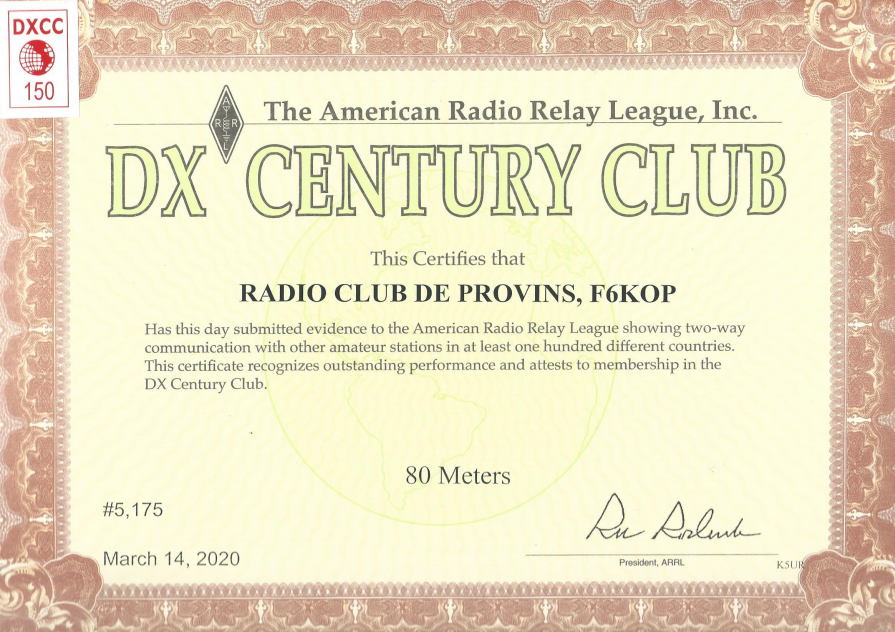 DXCC
150
ARRL
The American Radio Relay League, Inc.
DX CENTURY CLUB
This Certifies that
RADIO CLUB DE PROVINS, F6KOP
Has this day submitted evidence to the American Radio Relay League showing two-way
communication with other amateur stations in at least one hundred different countries.
This certificate recognizes outstanding performance and attests to membership in the
DX Century Club.
80 Meters
#5,175
March 14, 2020
President, ARRL
K5UR